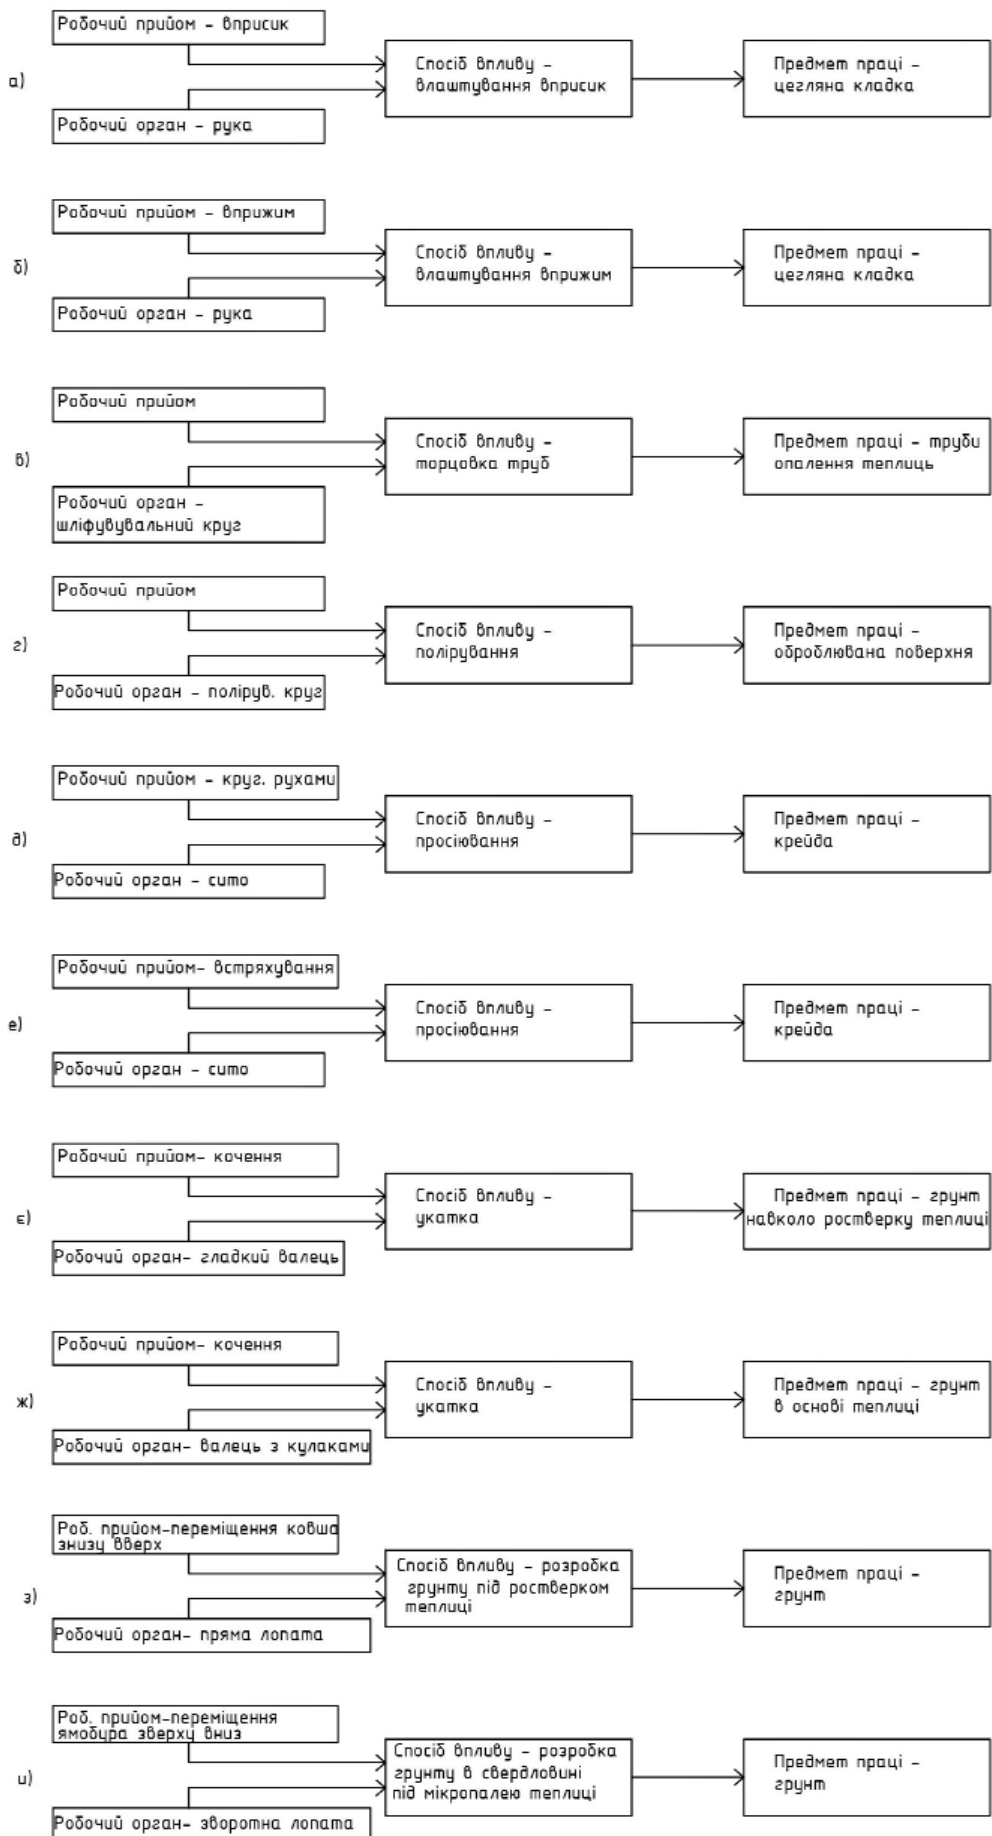 Робочий прийом - вприсик
а)
Спосіб впливу -
влаштування вприсик
Предмет праці -
цегляна кладка
Робочий орган - рука
Робочий прийом - вприжим
б)
Спосіб впливу -
влаштування вприжим
Предмет праці -
цегляна кладка
Робочий орган - рука
Робочий прийом
в)
Спосіб впливу -
торцовка труб
Предмет праці - труби
опалення теплиць
Робочий орган -
шліфувувальний круг
Робочий прийом
г)
Спосіб впливу -
полірування
Предмет праці -
оброблювана поверхня
Робочий орган - полірув. круг
Робочий прийом - круг. рухами
д)
Спосіб впливу -
просіювання
Предмет праці -
крейда
Робочий орган - сито
Робочий прийом- встряхування
е)
Спосіб впливу -
просіювання
Предмет праці -
крейда
Робочий орган - сито
Робочий прийом- кочення
є)
Спосіб впливу -
укатка
Предмет праці - грунт
навколо ростверку теплиці
Робочий орган- гладкий валець
Робочий прийом- кочення
ж)
Спосіб впливу -
укатка
Предмет праці - грунт
в основі теплиці
Робочий орган- валець з кулаками
Роб. прийом-переміщення ковша
знизу вверх
з)
Спосіб впливу - розробка
грунту під ростверком
теплиці
Предмет праці -
грунт
Робочий орган- пряма лопата
Роб. прийом-переміщення
ямобура зверху вниз
и)
Спосіб впливу - розробка
грунту в свердловині
під мікропалею теплиці
Предмет праці -
грунт
Робочий орган- зворотна лопата